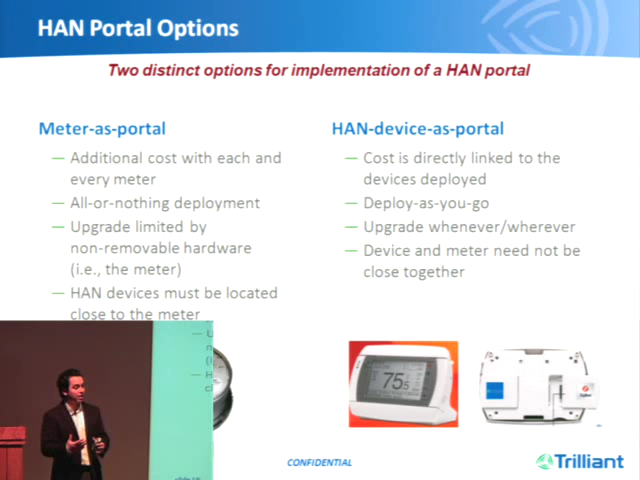 HAN Portal Options
Two distinct options for implementation of a HAN portal
Meter-as-portal
— Additional cost with each and
every meter
— All-or-nothing deployment
— Upgrade limited by
non-removable hardware
(i.e., the meter)
— HAN devices must be located
close to the meter
HAN-device-as-portal
— Cost is directly linked to the
devices deployed
— Deploy-as-you-go
— Upgrade whenever/wherever
— Device and meter need not be
close together
75
CONFIDENTIAL
Trilliant